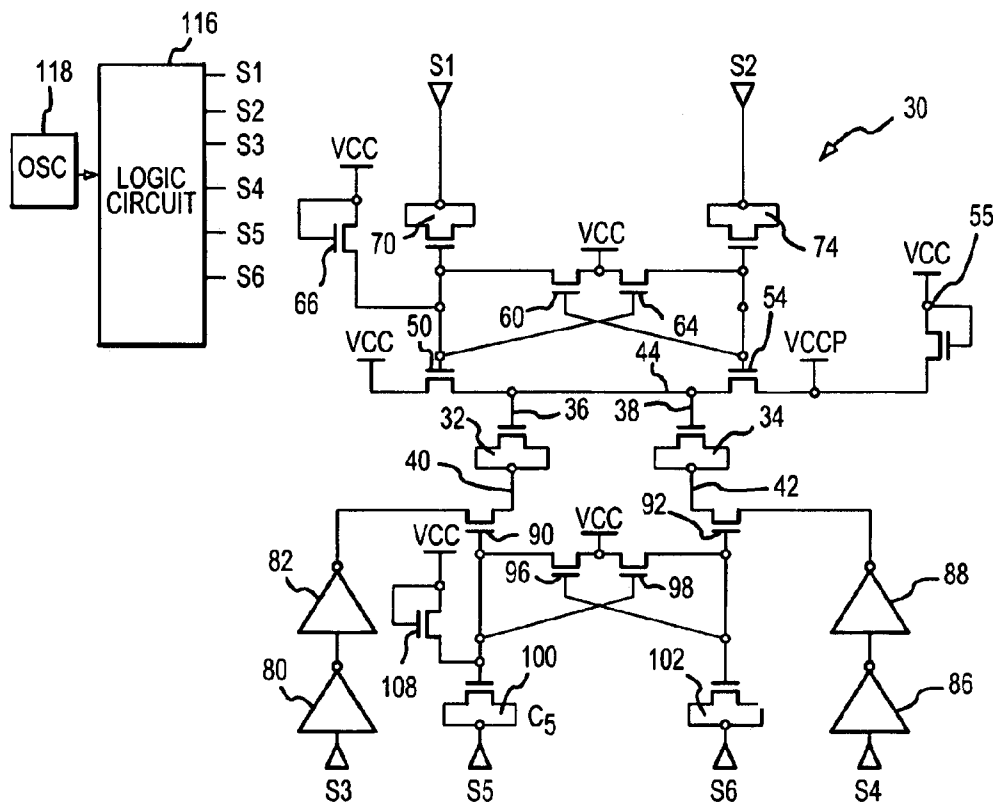 116
118
S1
S2
30
S1
S2
OSC
S3
VCC
LOGIC
CIRCUIT
S4
70
VCC
74
55
S5
VCC
66
60
64
S6
50
54
VCC
VCCP
44
36
38
32
34
40
42
90
VCC
92
VCC
82
96
98
88
108
100
102
80
86
C5
S3
S5
S6
S4